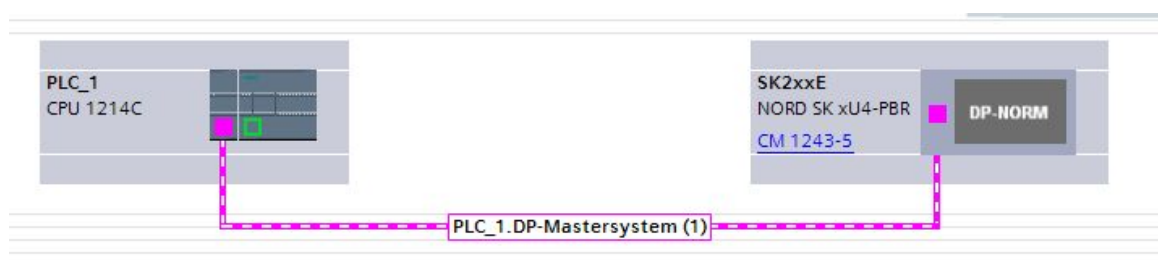 PLC_1
CPU 1214C
SK2xxE
NORD SK xU4-PBR
CM 1243-5
DP-NORM
PLC_1.DP-Mastersystem (1)